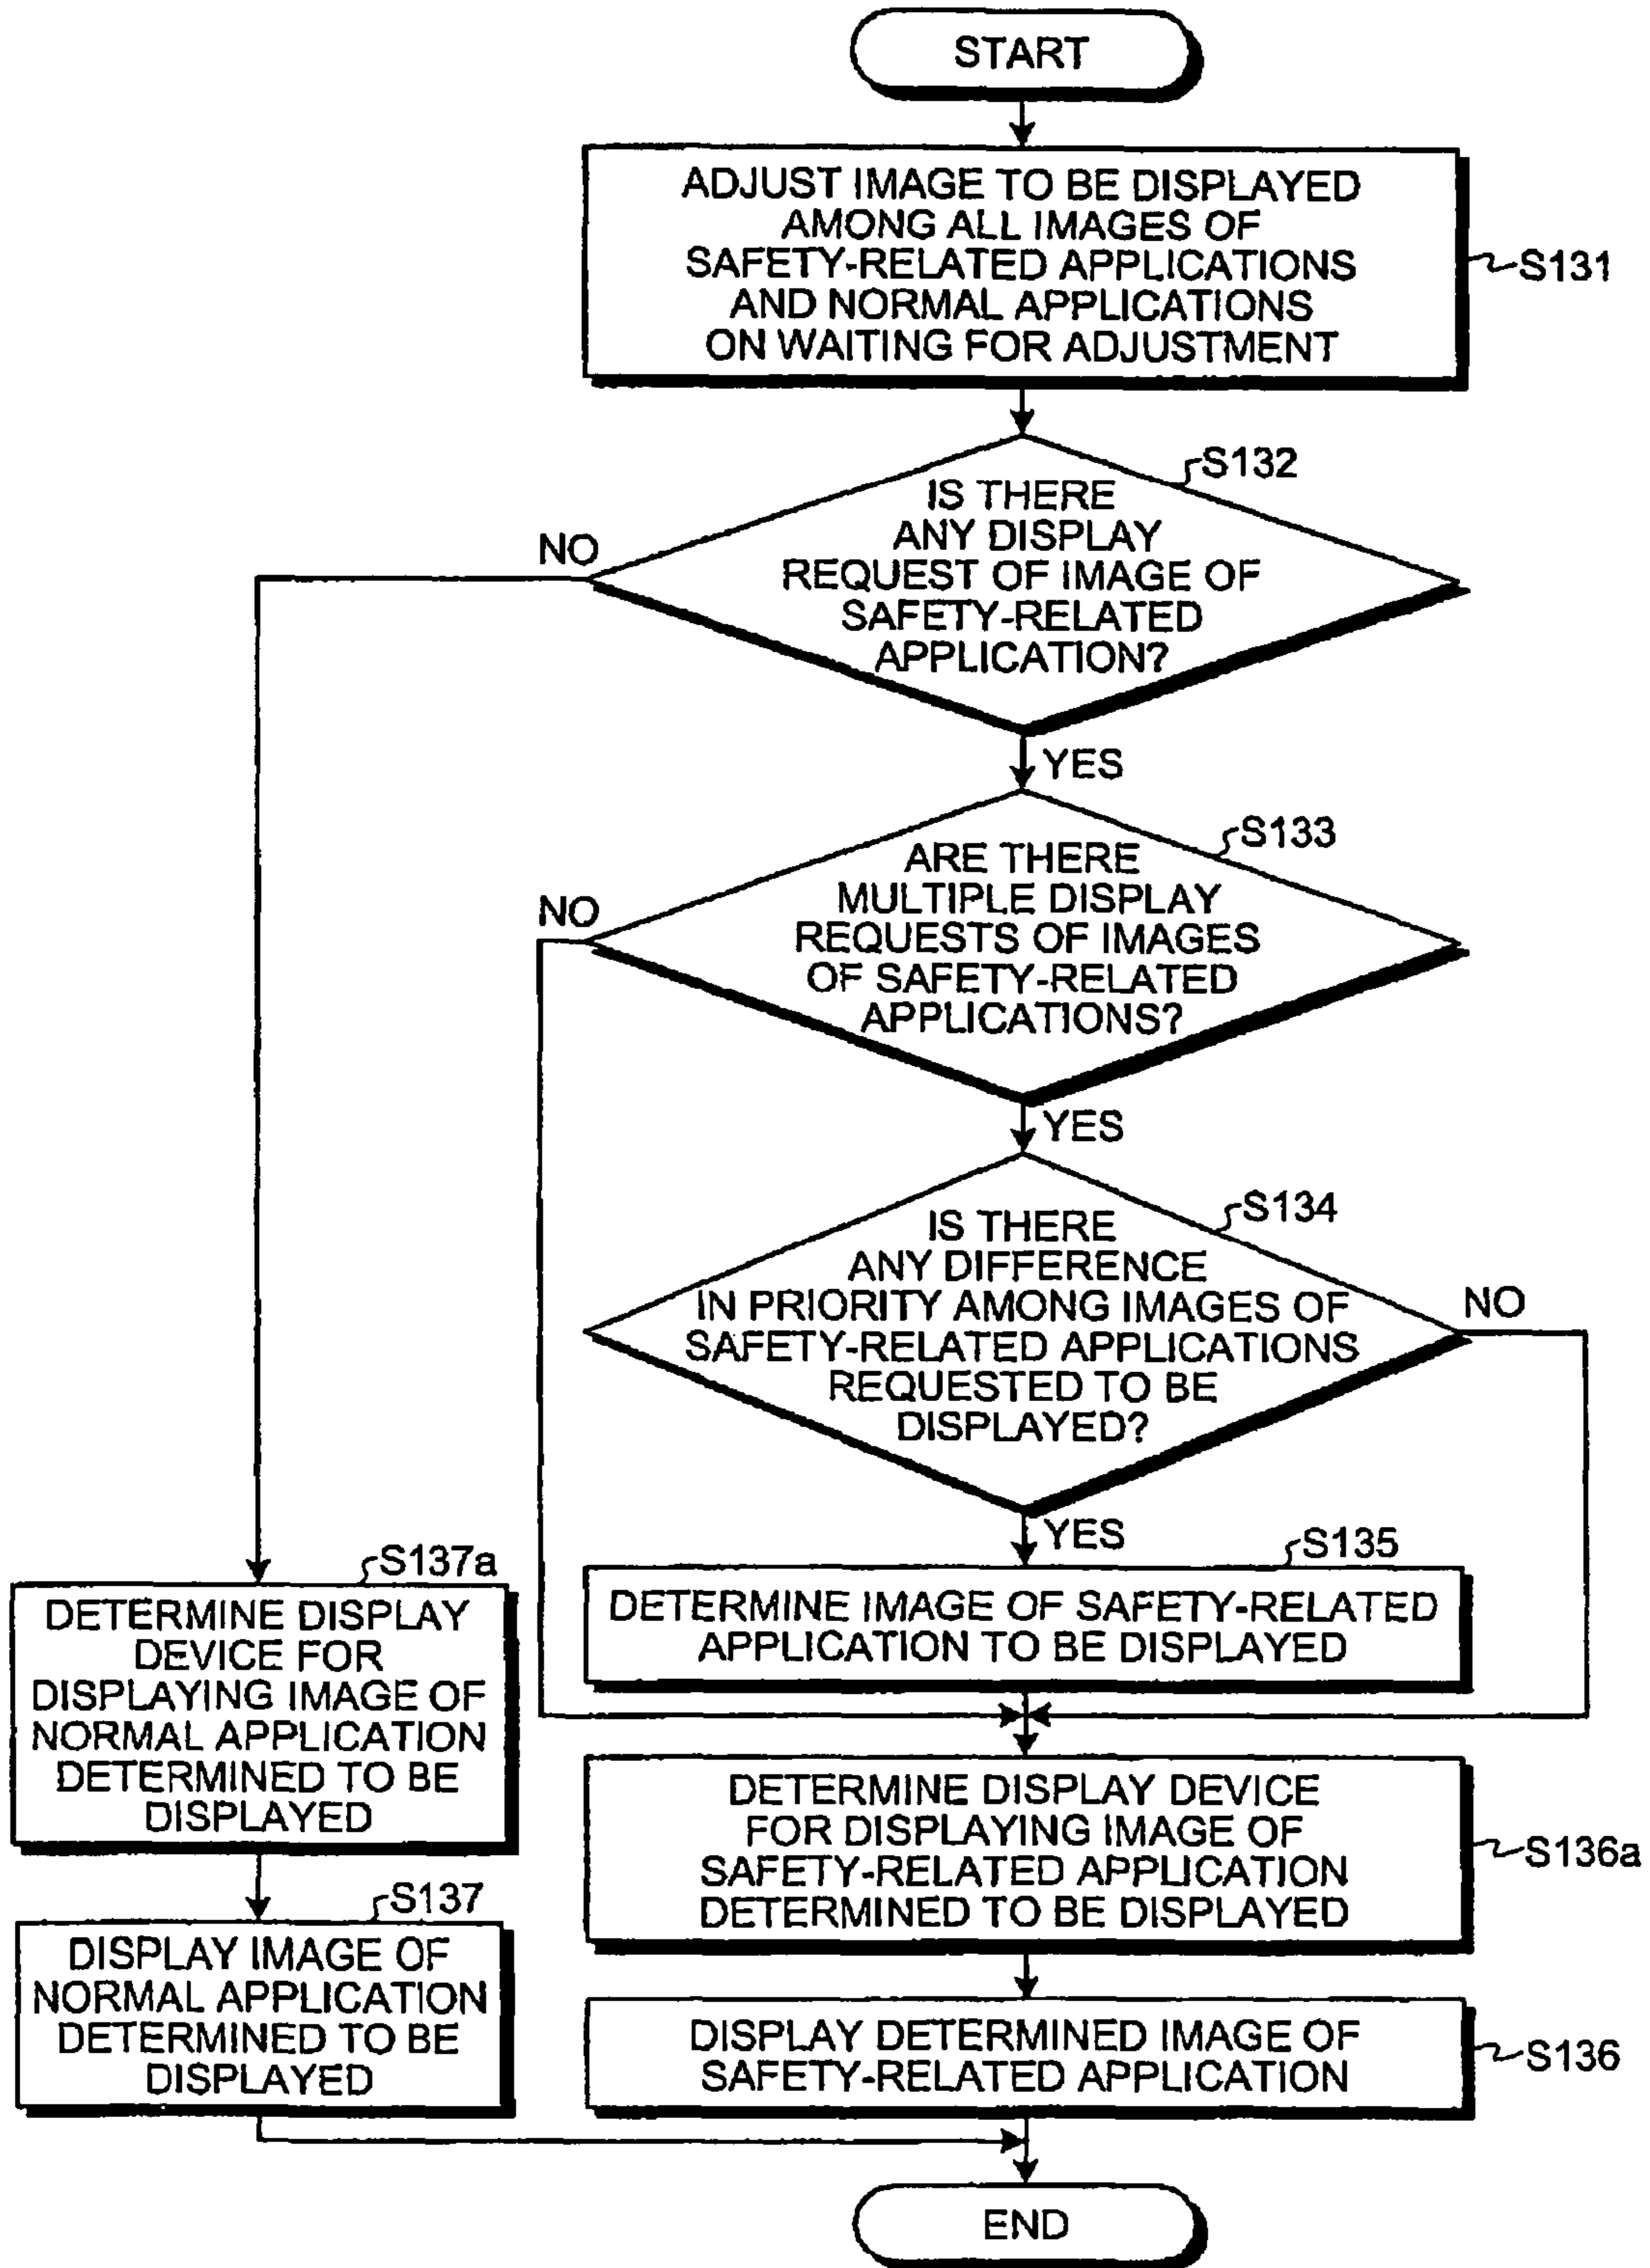 START
ADJUST IMAGE TO BE DISPLAYED
AMONG ALL IMAGES OF
SAFETY-RELATED APPLICATIONS
AND NORMAL APPLICATIONS
ON WAITING FOR ADJUSTMENT
S131
S132
IS THERE
ANY DISPLAY
REQUEST OF IMAGE OF
SAFETY-RELATED
APPLICATION?
NO
YES
S133
ARE THERE
MULTIPLE DISPLAY
REQUESTS OF IMAGES
OF SAFETY-RELATED
APPLICATIONS?
NO
YES
S134
IS THERE
ANY DIFFERENCE
IN PRIORITY AMONG IMAGES OF
SAFETY-RELATED APPLICATIONS
REQUESTED TO BE
DISPLAYED?
NO
YES
S135
DETERMINE IMAGE OF SAFETY-RELATED
APPLICATION TO BE DISPLAYED
S137a
DETERMINE DISPLAY
DEVICE FOR
DISPLAYING IMAGE OF
NORMAL APPLICATION
DETERMINED TO BE
DISPLAYED
DETERMINE DISPLAY DEVICE
FOR DISPLAYING IMAGE OF
SAFETY-RELATED APPLICATION
DETERMINED TO BE DISPLAYED
S136a
S137
DISPLAY IMAGE OF
NORMAL APPLICATION
DETERMINED TO BE
DISPLAYED
DISPLAY DETERMINED IMAGE OF
SAFETY-RELATED APPLICATION
S136
END